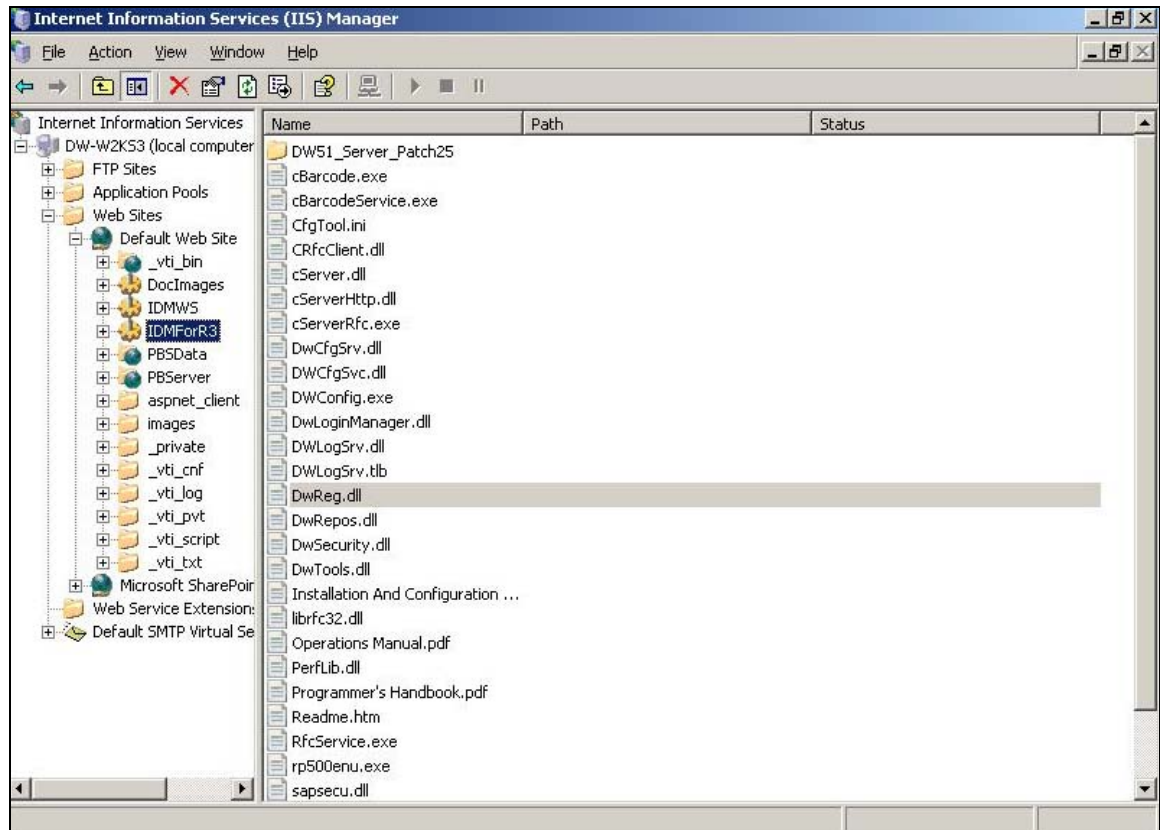 Internet Information Services (IIS) Manager
File Action View Window Help
Internet Information Services
DW-W2KS3 (local computer
FTP Sites
Application Pools
Web Sites
Default Web Site
_vti_bin
DocImages
IDMWS
IDMForR3
PBSData
PBServer
aspnet_client
images
_private
_vti_cnf
_vti_log
_vti_pvt
_vti_script
_vti_txt
Microsoft SharePoir
Web Service Extension:
Default SMTP Virtual Se
Name Path Status
DW51_Server_Patch25
cBarcode.exe
cBarcodeService.exe
CfgTool.ini
CRfcClient.dll
cServer.dll
cServerHttp.dll
cServerRfc.exe
DwCfgSrv.dll
DWCfgSvc.dll
DWConfig.exe
DwLoginManager.dll
DWLogSrv.dll
DWLogSrv.tlb
DwReg.dll
DwRepos.dll
DwSecurity.dll
DwTools.dll
Installation And Configuration ...
librfc32.dll
Operations Manual.pdf
PerfLib.dll
Programmer's Handbook.pdf
Readme.htm
RfcService.exe
rp500enu.exe
sapsecu.dll